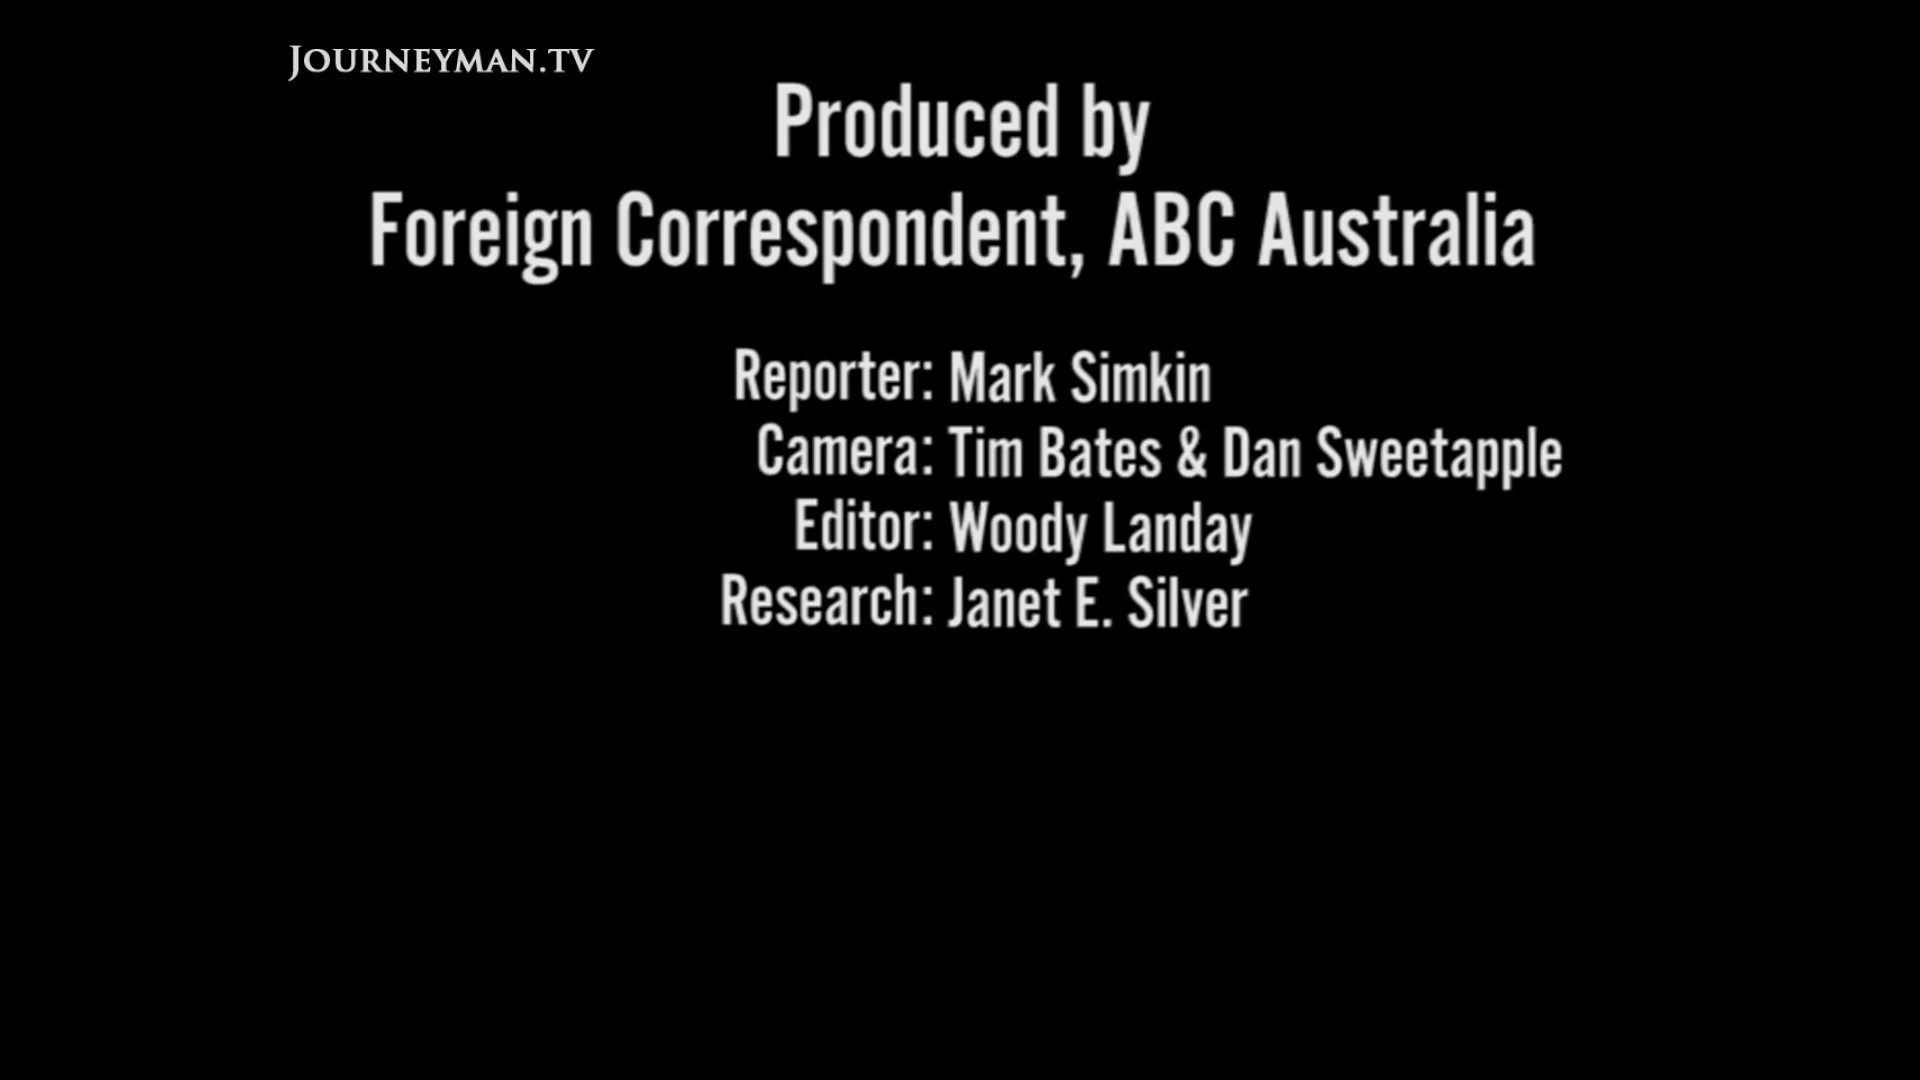 JOURNEYMAN.TV
Produced by
Foreign Correspondent, ABC Australia
Reporter: Mark Simkin
Camera: Tim Bates & Dan Sweetapple
Editor: Woody Landay
Research: Janet E. Silver